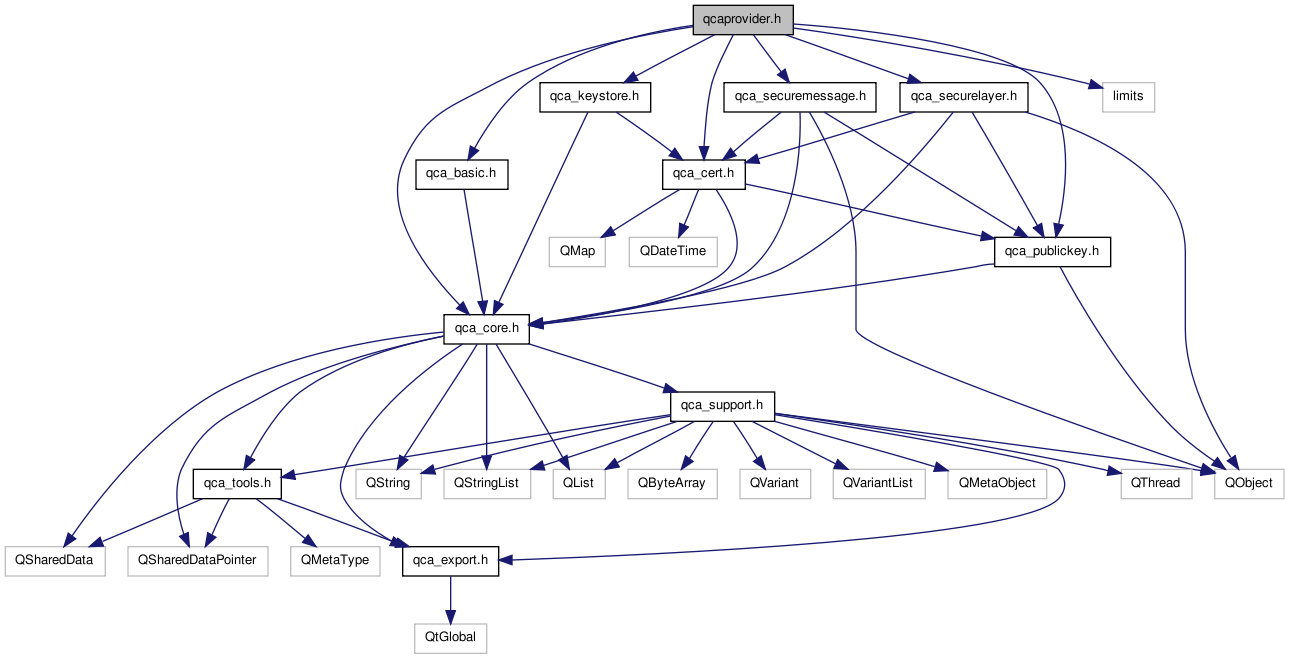 qcaprovider.h
qca_keystore.h
qca_securemessage.h
qca_securelayer.h
limits
qca_basic.h
qca_cert.h
QMap
QDateTime
qca_publickey.h
qca_core.h
qca_support.h
qca_tools.h
QString
QStringList
QList
QByteArray
QVariant
QVariantList
QMetaObject
QThread
QObject
QSharedData
QSharedDataPointer
QMetaType
qca_export.h
QtGlobal